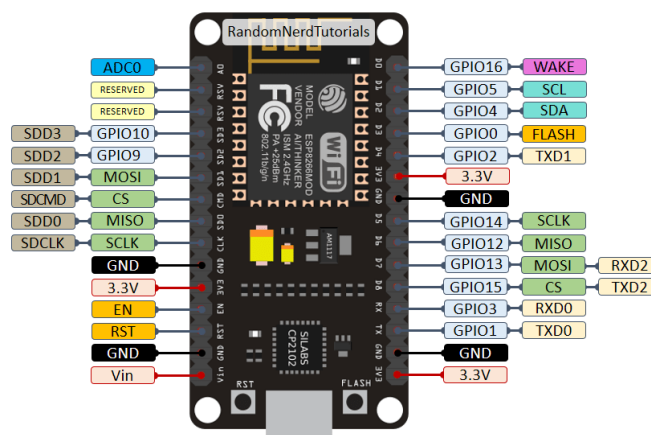 RandomNerdTutorials
ADC0
RESERVED
RESERVED
SDD3 GPIO10
SDD2 GPIO9
SDD1 MOSI
SDCMD CS
SDD0 MISO
SDCLK SCLK
GND
3.3V
EN
RST
GND
Vin
A0
RSV
RSV
SD3
SD2
SD1
CMD
SD0
CLK
GND
3V3
EN
RST
GND
Vin
MODEL ESP8266MOD
VENDOR AI/THINKER
ISM 2.4GHz
PA +25dBm
802.11b/g/n
FC
WiFi
AM1117
SILABS
CP2102
RST
FLASH
D0
D1
D2
D3
D4
3V3
GND
D5
D6
D7
D8
RX
TX
GND
3V3
GPIO16 WAKE
GPIO5 SCL
GPIO4 SDA
GPIO0 FLASH
GPIO2 TXD1
3.3V
GND
GPIO14 SCLK
GPIO12 MISO
GPIO13 MOSI RXD2
GPIO15 CS TXD2
GPIO3 RXD0
GPIO1 TXD0
GND
3.3V